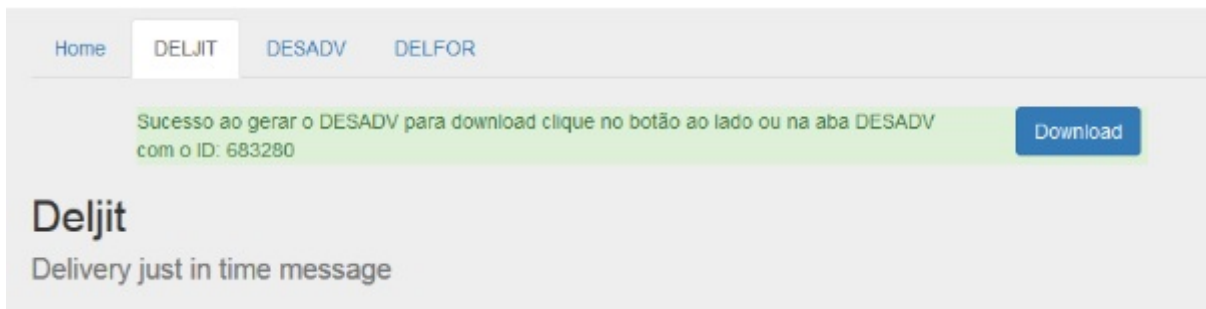 Home DELJIT DESADV DELFOR
Sucesso ao gerar o DESADV para download clique no botão ao lado ou na aba DESADV
com o ID: 683280
Download
Deljit
Delivery just in time message